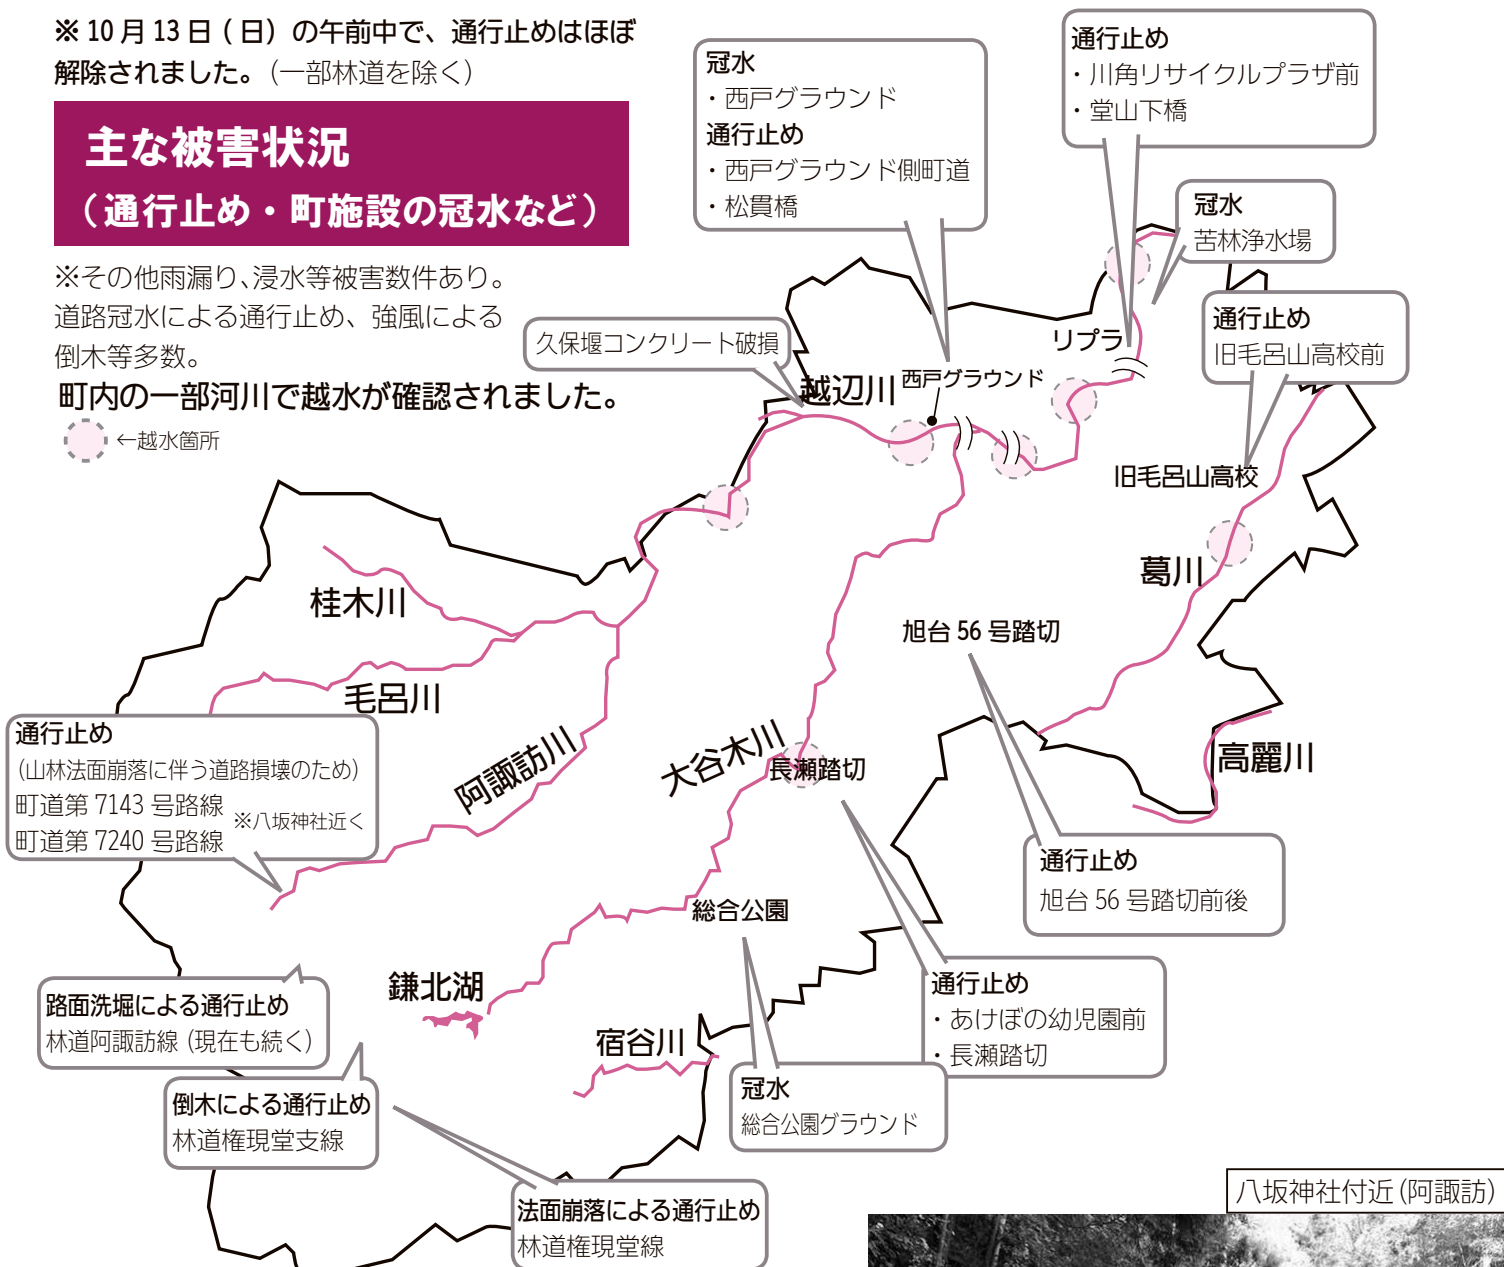 ※ 10 月 13 日（日）の午前中で、通行止めはほぼ
解除されました。（一部林道を除く）
主な被害状況
（通行止め・町施設の冠水など）
※その他雨漏り、浸水等被害数件あり。
道路冠水による通行止め、強風による
倒木等多数。
町内の一部河川で越水が確認されました。
←越水箇所
冠水
・西戸グラウンド
通行止め
・西戸グラウンド側町道
・松貫橋
通行止め
・川角リサイクルプラザ前
・堂山下橋
冠水
苦林浄水場
通行止め
旧毛呂山高校前
久保堰コンクリート破損
リプラ
越辺川
西戸グラウンド
旧毛呂山高校
葛川
桂木川
旭台 56 号踏切
毛呂川
通行止め
（山林法面崩落に伴う道路損壊のため）
町道第 7143 号路線
町道第 7240 号路線
※八坂神社近く
阿諏訪川
大谷木川
長瀬踏切
高麗川
通行止め
旭台 56 号踏切前後
総合公園
鎌北湖
通行止め
・あけぼの幼児園前
・長瀬踏切
路面洗堀による通行止め
林道阿諏訪線（現在も続く）
宿谷川
冠水
総合公園グラウンド
倒木による通行止め
林道権現堂支線
法面崩落による通行止め
林道権現堂線
八坂神社付近（阿諏訪）